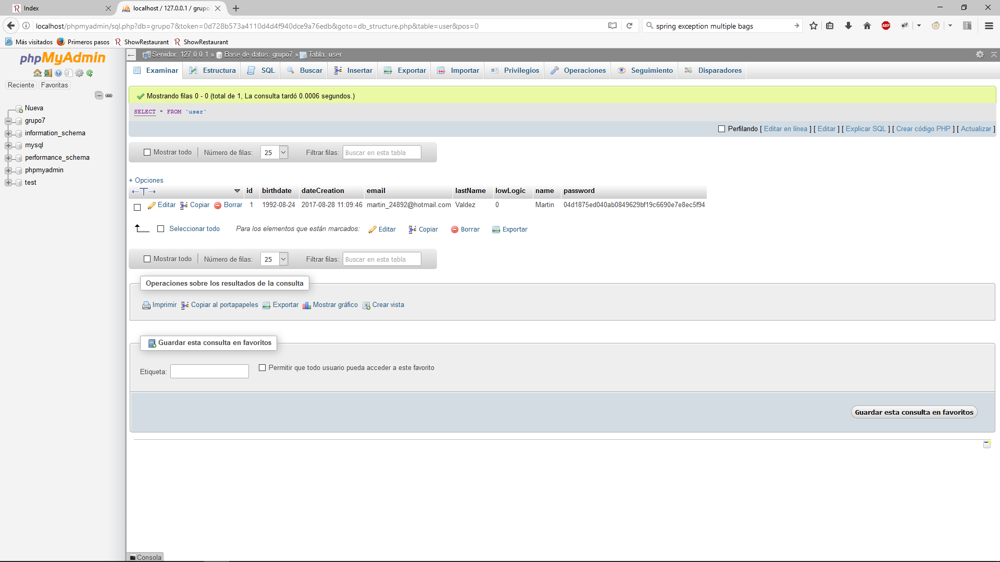 Index
localhost / 127.0.0.1 / grupo
localhost/phpmyadmin/sql.php?db=grupo7&token=0d728b573a4110d4d4f940dce9a76edb&goto=db_structure.php&table=user&pos=0
spring exception multiple bags
ABP
Más visitados Primeros pasos ShowRestaurant ShowRestaurant
phpMyAdmin
Reciente Favoritas
Nueva
grupo7
information_schema
mysql
performance_schema
phpmyadmin
test
Servidor: 127.0.0.1 » Base de datos: grupo7 » Tabla: user
Examinar Estructura SQL Buscar Insertar Exportar Importar Privilegios Operaciones Seguimiento Disparadores
Mostrando filas 0 - 0 (total de 1, La consulta tardó 0.0006 segundos.)
SELECT * FROM `user`
Perfilando [ Editar en línea ] [ Editar ] [ Explicar SQL ] [ Crear código PHP ] [ Actualizar ]
Mostrar todo Número de filas: 25 Filtrar filas: Buscar en esta tabla
+ Opciones
id birthdate dateCreation email lastName lowLogic name password
Editar Copiar Borrar 1 1992-08-24 2017-08-28 11:09:46 martin_24892@hotmail.com Valdez 0 Martin 04d1875ed040ab0849629bf19c6690e7e8ec5f94
Seleccionar todo Para los elementos que están marcados: Editar Copiar Borrar Exportar
Mostrar todo Número de filas: 25 Filtrar filas: Buscar en esta tabla
Operaciones sobre los resultados de la consulta
Imprimir Copiar al portapapeles Exportar Mostrar gráfico Crear vista
Guardar esta consulta en favoritos
Etiqueta: Permitir que todo usuario pueda acceder a este favorito
Guardar esta consulta en favoritos
Consola